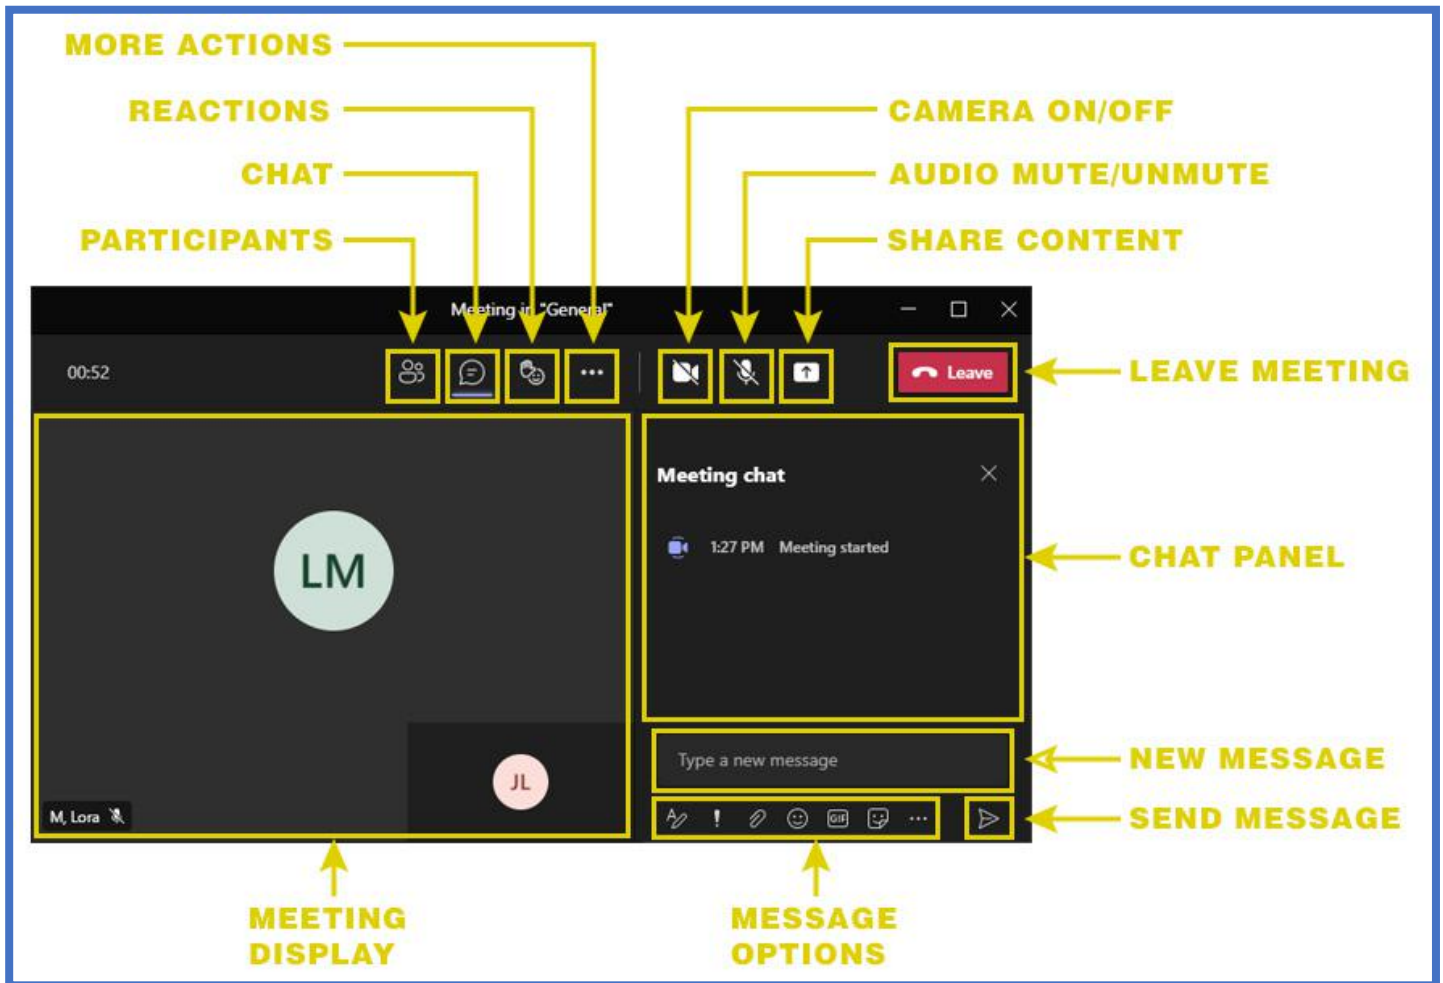 MORE ACTIONS
REACTIONS
CAMERA ON/OFF
CHAT
AUDIO MUTE/UNMUTE
PARTICIPANTS
SHARE CONTENT
Meeting in "General"
00:52
Leave
LEAVE MEETING
Meeting chat
LM
1:27 PM Meeting started
CHAT PANEL
Type a new message
NEW MESSAGE
JL
M, Lora
GIF
SEND MESSAGE
MEETING
DISPLAY
MESSAGE
OPTIONS